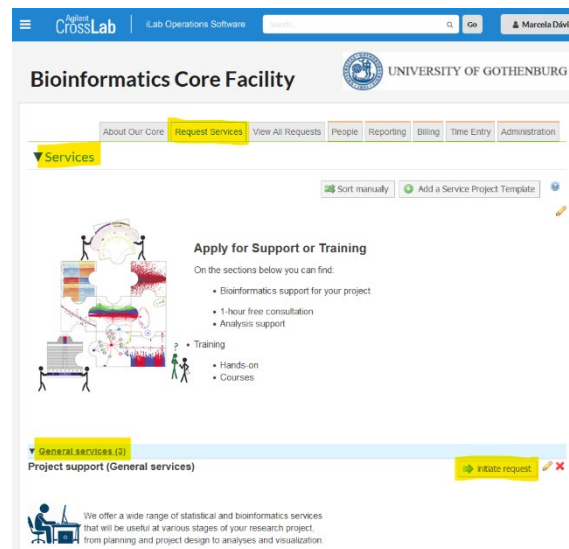 Agilent
CrossLab
iLab Operations Software
Search...
Go
Marcela Dávi
Bioinformatics Core Facility
UNIVERSITY OF GOTHENBURG
About Our Core Request Services View All Requests People Reporting Billing Time Entry Administration
▼Services
Sort manually Add a Service Project Template
Apply for Support or Training
On the sections below you can find:
• Bioinformatics support for your project
• 1-hour free consultation
• Analysis support
• Training
• Hands-on
• Courses
▼ General services (3)
Project support (General services)
initiate request
We offer a wide range of statistical and bioinformatics services
that will be useful at various stages of your research project,
from planning and project design to analyses and visualization.